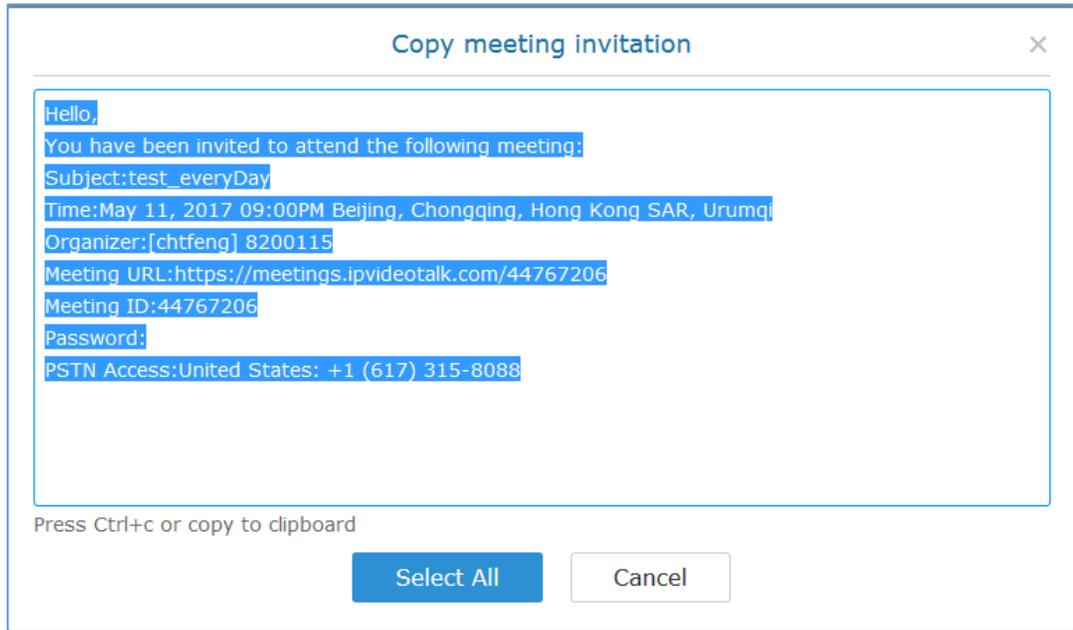 Copy meeting invitation
Hello,
You have been invited to attend the following meeting:
Subject:test_everyDay
Time:May 11, 2017 09:00PM Beijing, Chongqing, Hong Kong SAR, Urumqi
Organizer:[chtfeng] 8200115
Meeting URL:https://meetings.ipvideotalk.com/44767206
Meeting ID:44767206
Password:
PSTN Access:United States: +1 (617) 315-8088
Press Ctrl+c or copy to clipboard
Select All Cancel